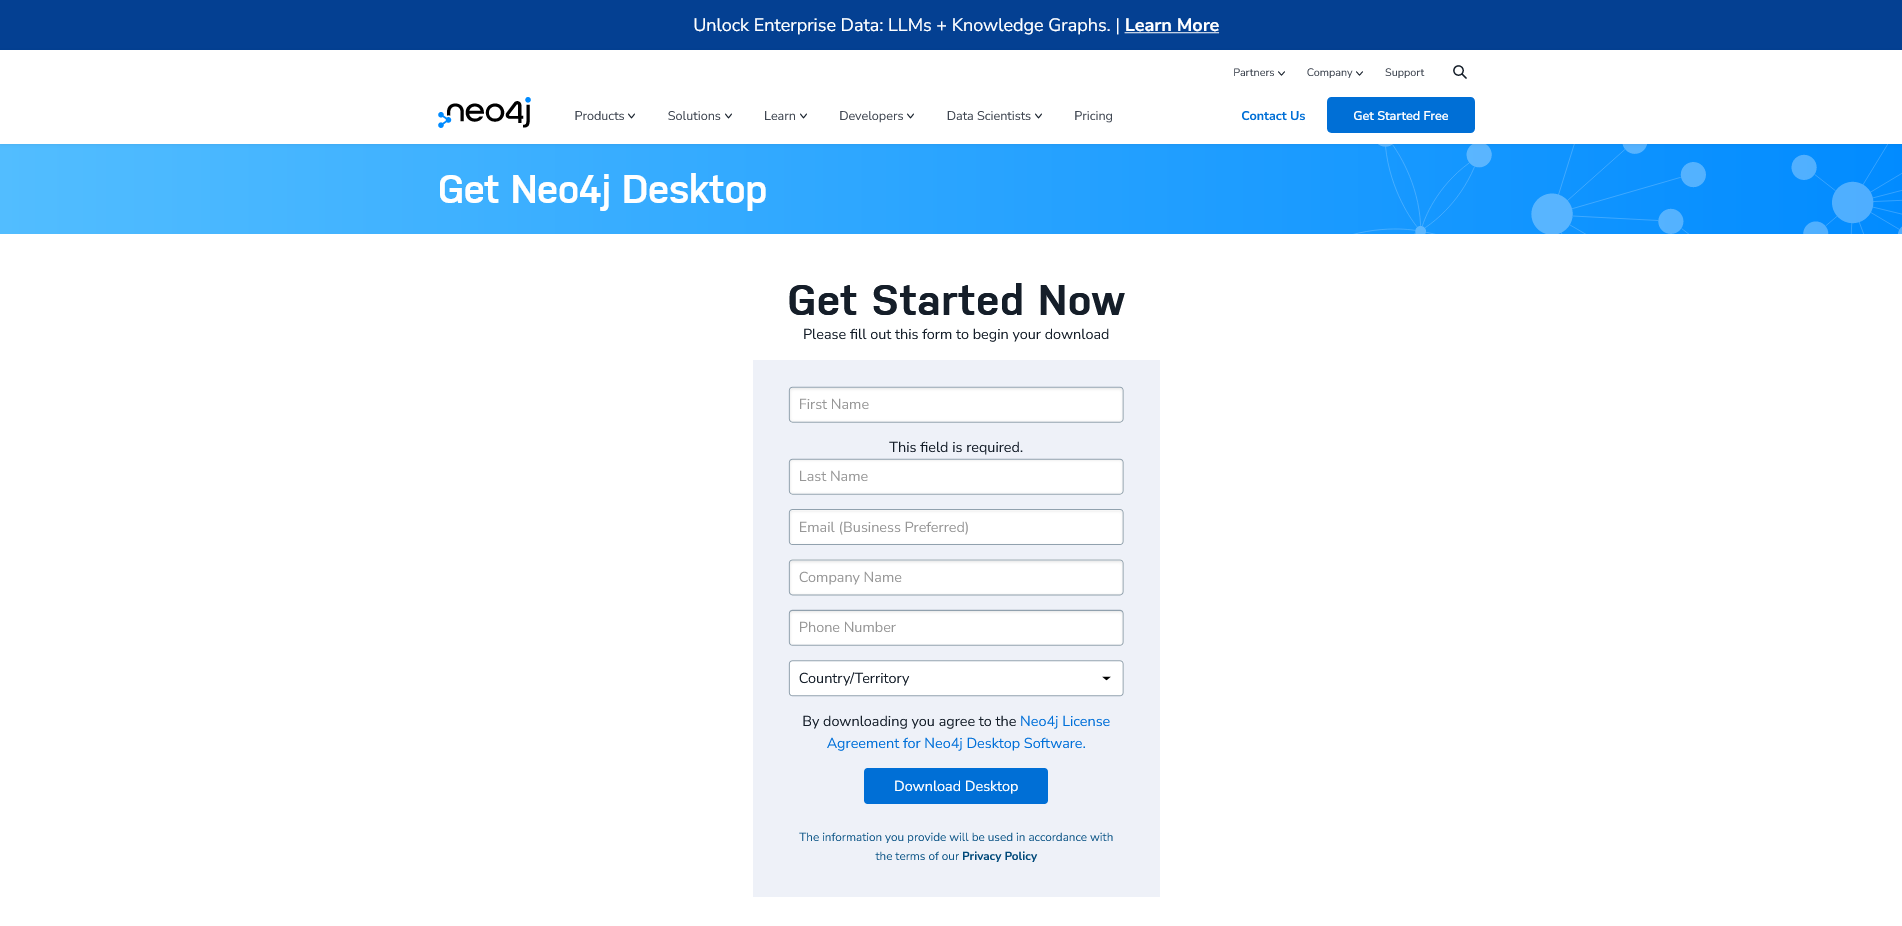 Unlock Enterprise Data: LLMs + Knowledge Graphs. | Learn More
Partners Company Support
neo4j Products Solutions Learn Developers Data Scientists Pricing Contact Us Get Started Free
Get Neo4j Desktop
Get Started Now
Please fill out this form to begin your download
First Name
This field is required.
Last Name
Email (Business Preferred)
Company Name
Phone Number
Country/Territory
By downloading you agree to the Neo4j License
Agreement for Neo4j Desktop Software.
Download Desktop
The information you provide will be used in accordance with
the terms of our Privacy Policy